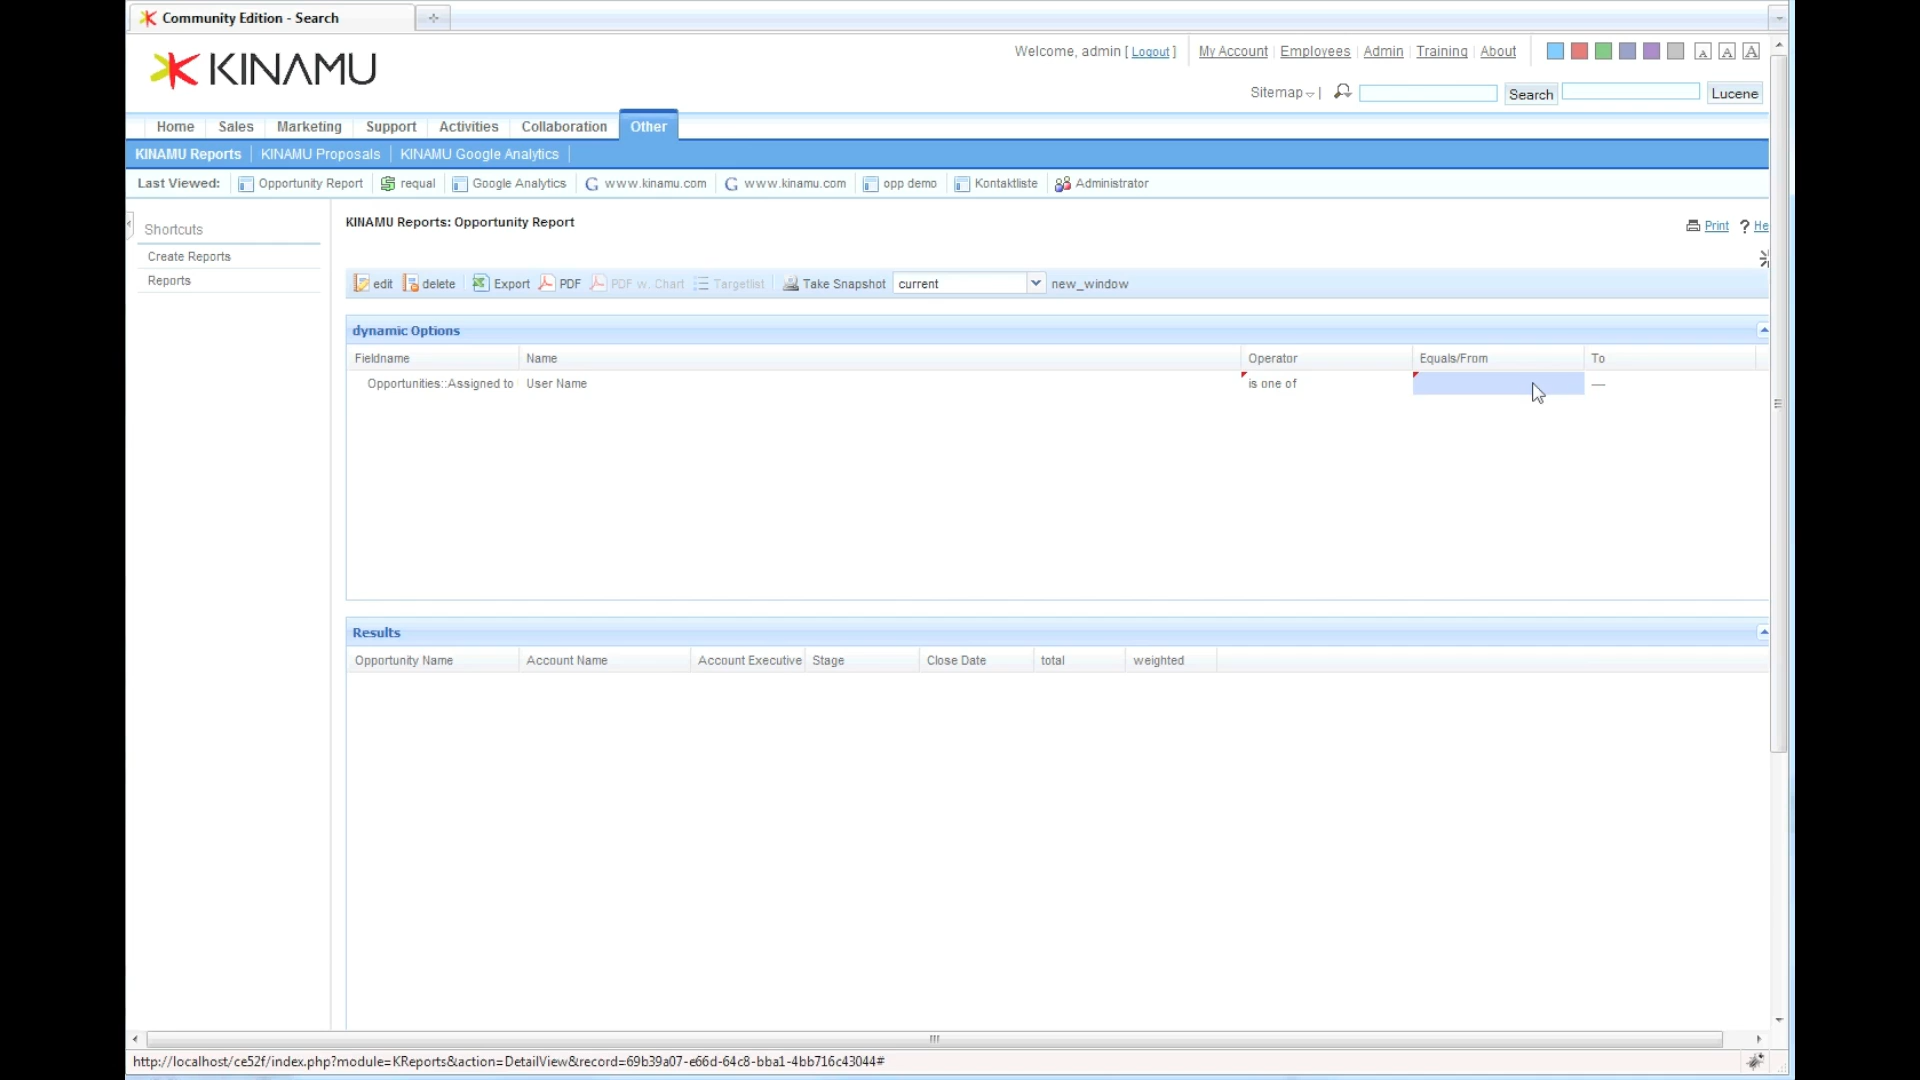 Community Edition - Search
KINAMU
Welcome, admin [ Logout ] My Account Employees Admin Training About A A A
Sitemap Search Lucene
Home Sales Marketing Support Activities Collaboration Other
KINAMU Reports KINAMU Proposals KINAMU Google Analytics
Last Viewed: Opportunity Report requal Google Analytics www.kinamu.com www.kinamu.com opp demo Kontaktliste Administrator
Shortcuts
Create Reports
Reports
KINAMU Reports: Opportunity Report
Print ? He
edit delete Export PDF PDF w. Chart Targetlist Take Snapshot current new_window
dynamic Options
Fieldname Name Operator Equals/From To
Opportunities::Assigned to User Name is one of —
Results
Opportunity Name Account Name Account Executive Stage Close Date total weighted
http://localhost/ce52f/index.php?module=KReports&action=DetailView&record=69b39a07-e66d-64c8-bba1-4bb716c43044#